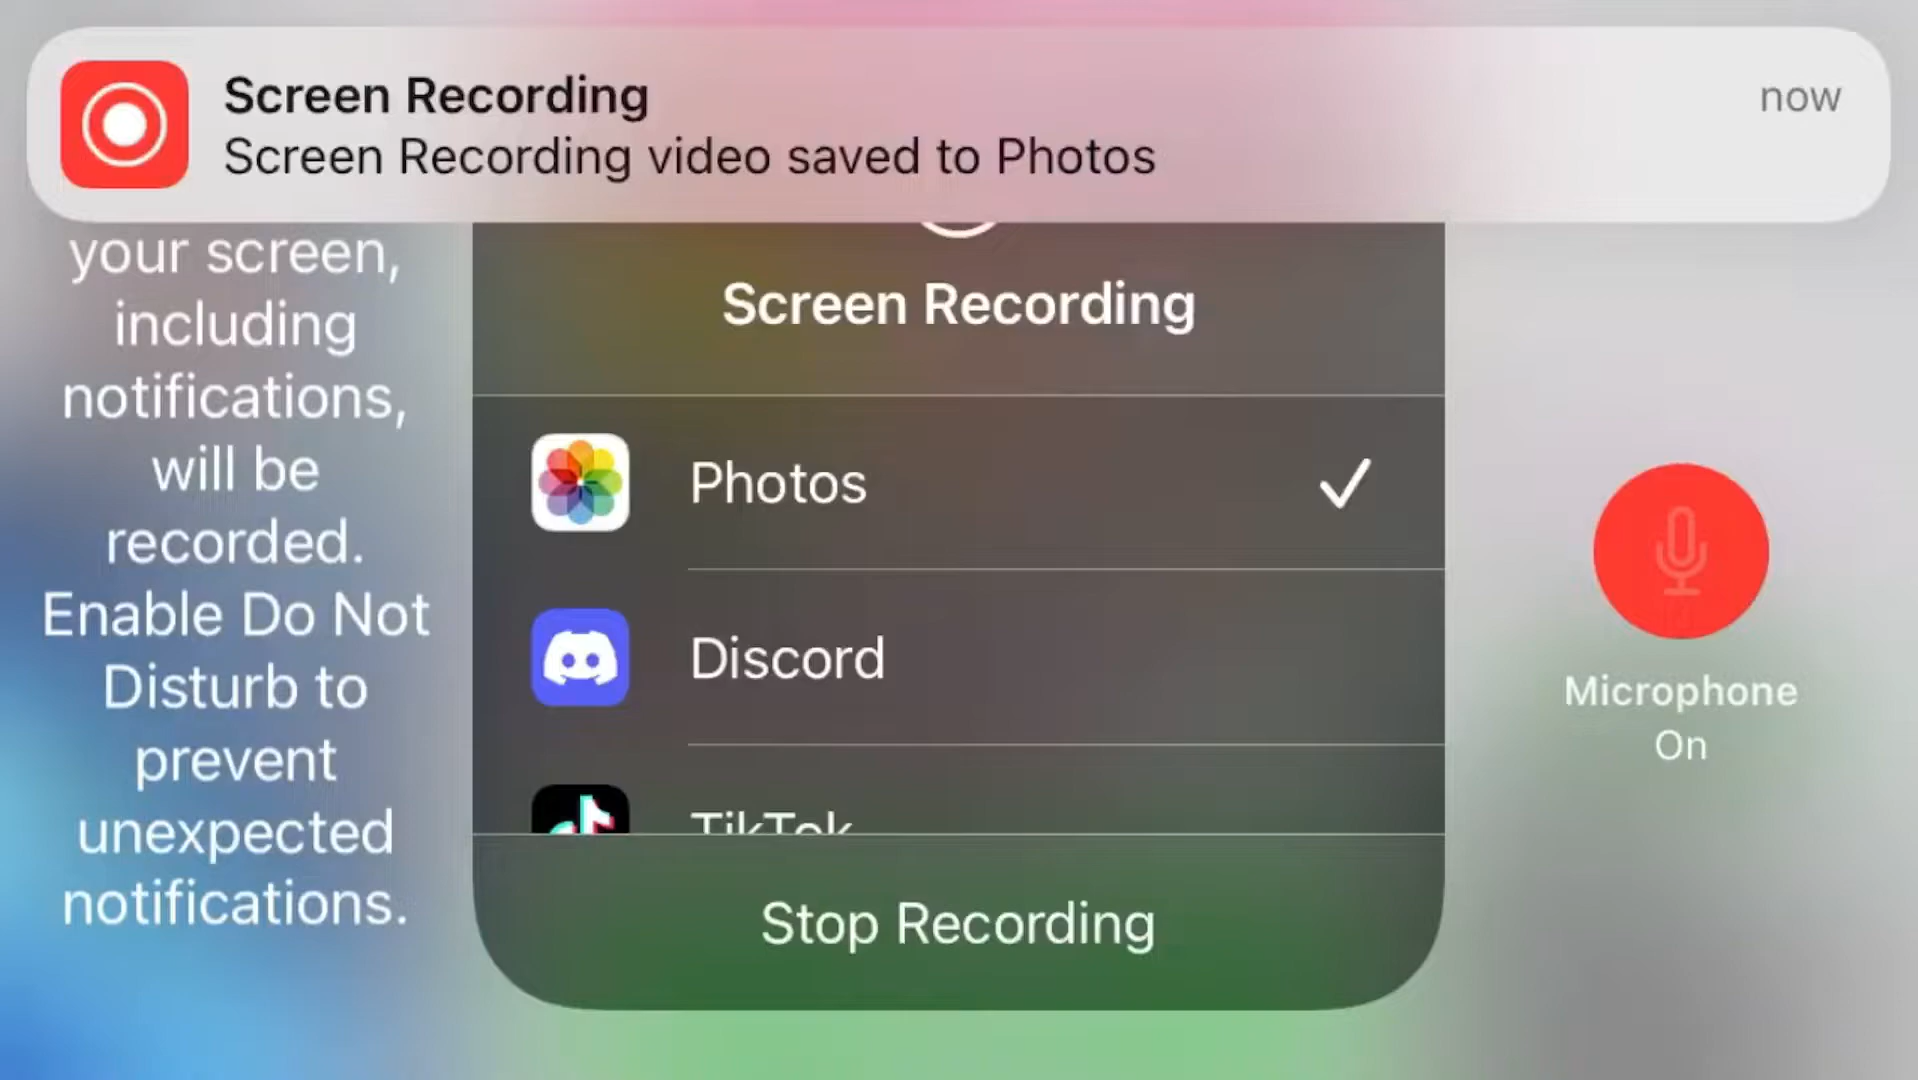 Screen Recording
now
Screen Recording video saved to Photos
your screen,
including
notifications,
will be
recorded.
Enable Do Not
Disturb to
prevent
unexpected
notifications.
Screen Recording
Photos
Discord
TikTok
Stop Recording
Microphone
On